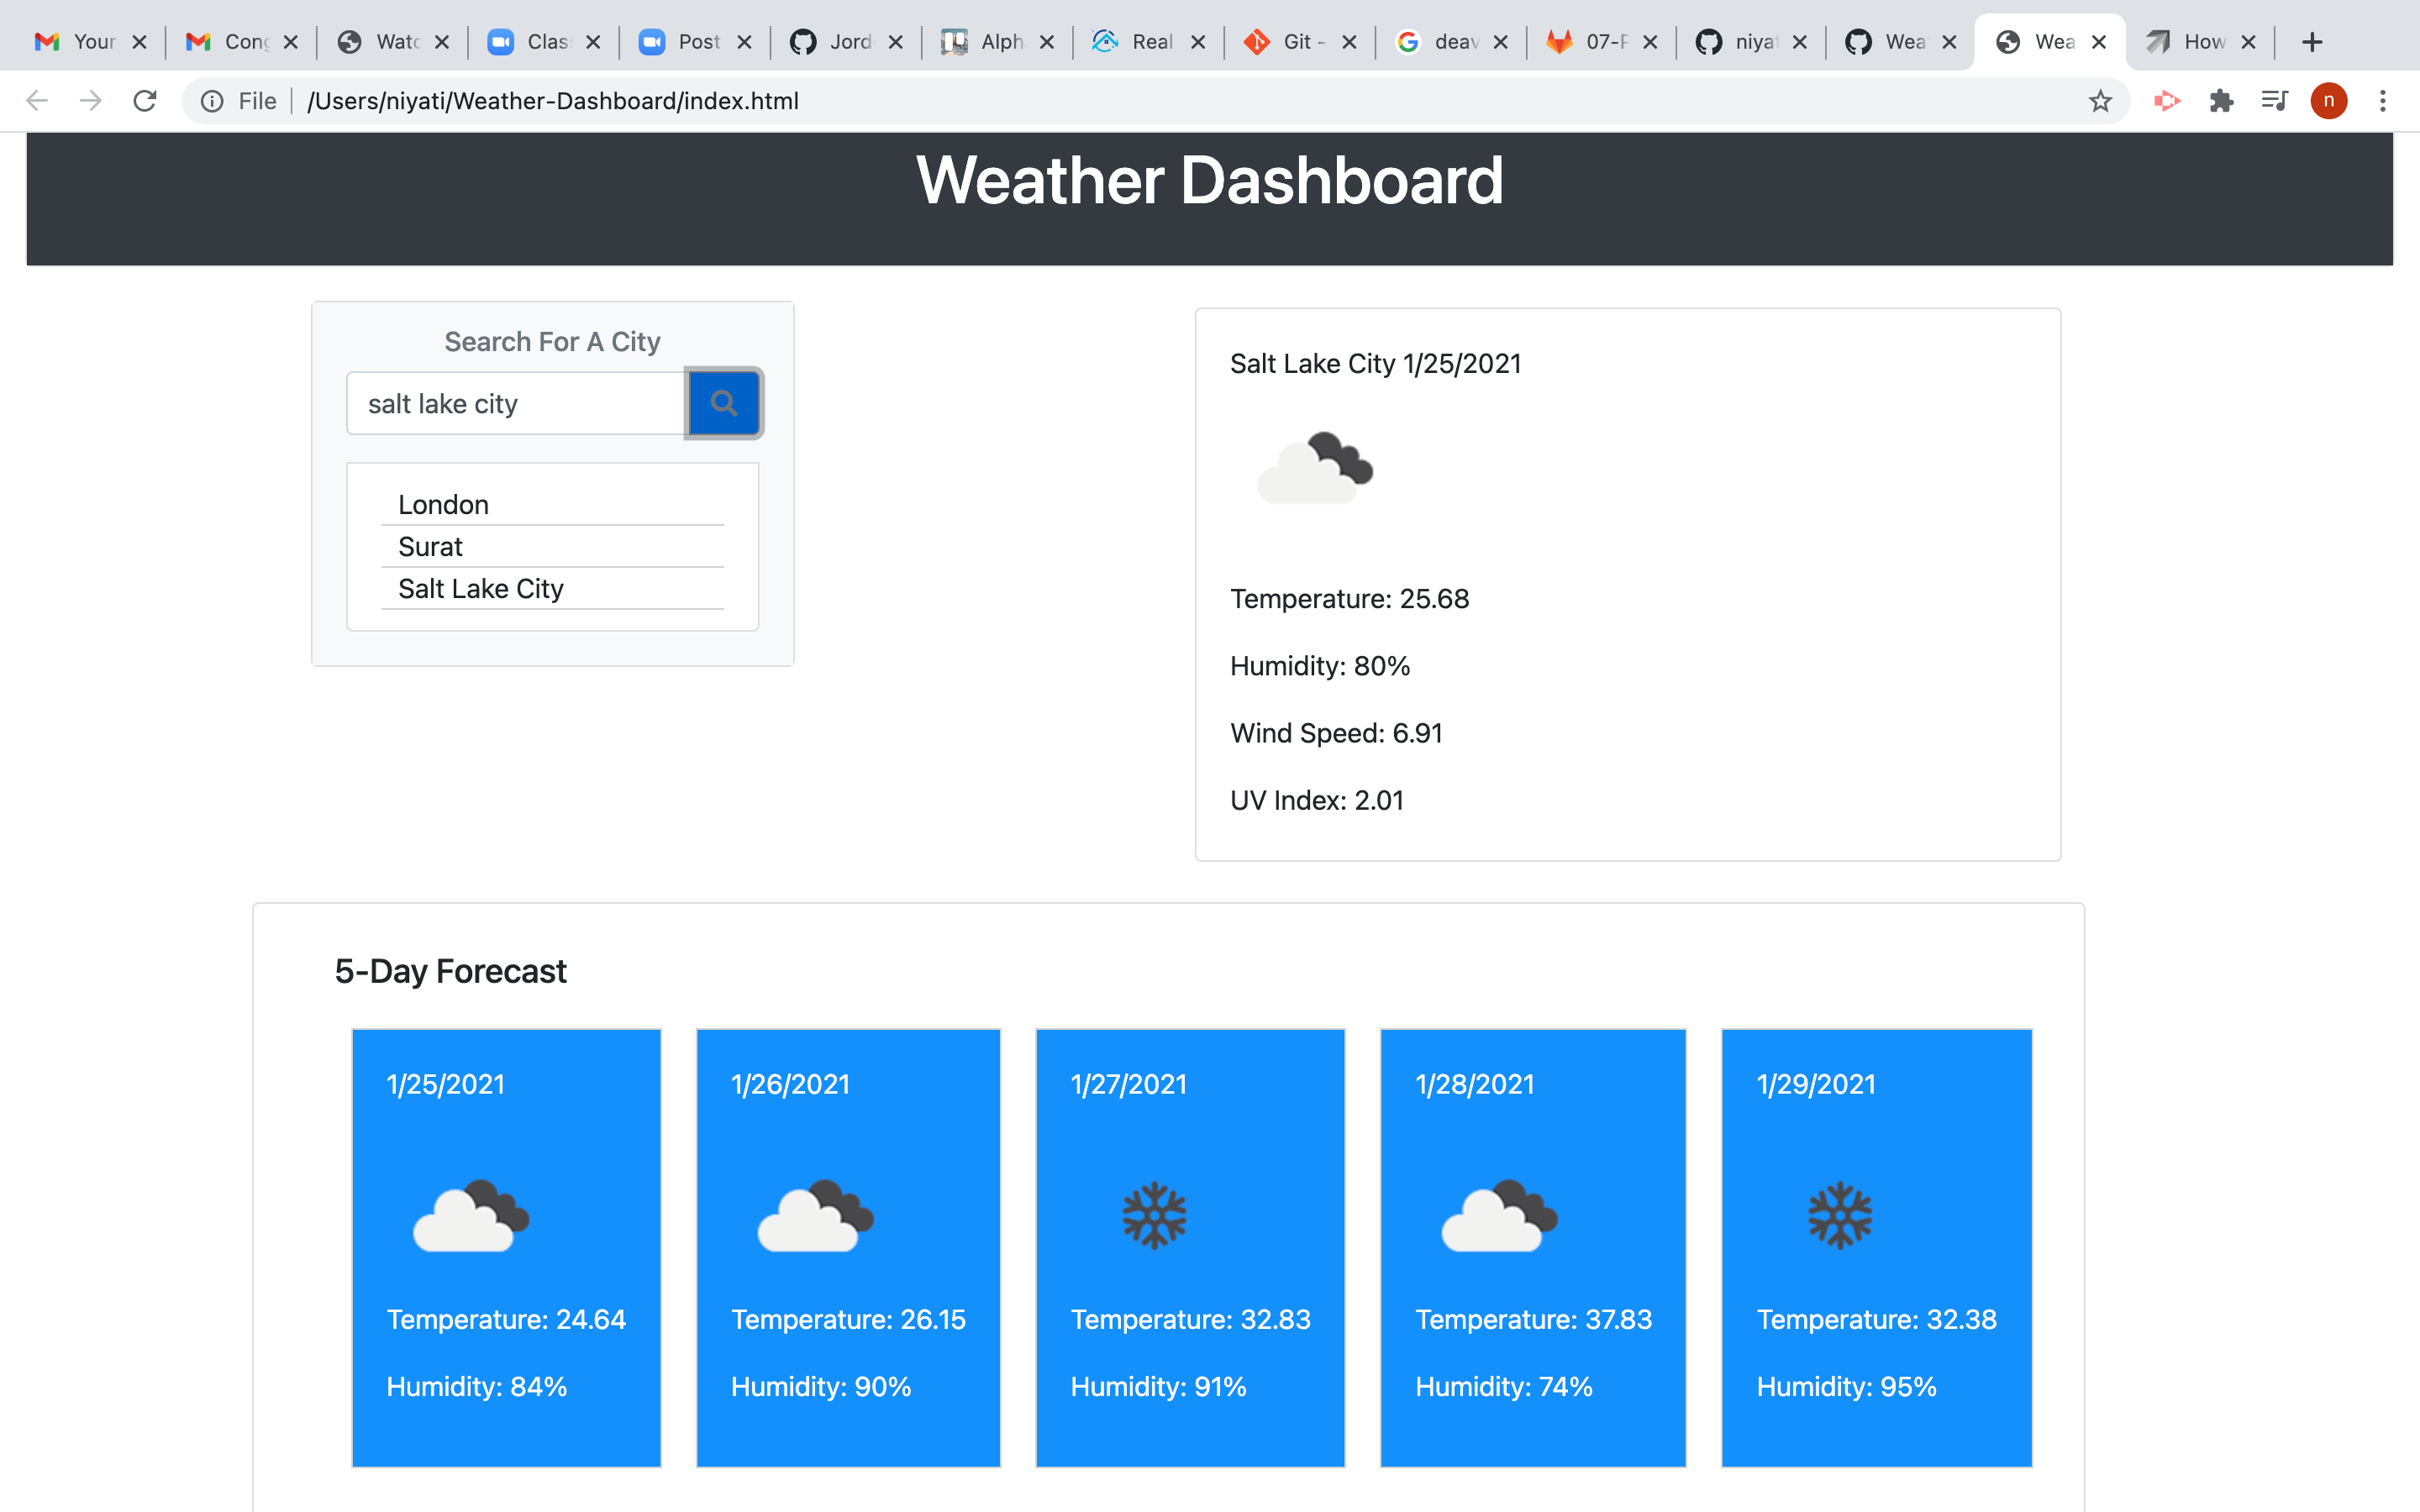 Your
Cong
Watc
Clas
Post
Jord
Alph
Real
Git -
deav
07-P
niyat
Wea
Wea
How
File /Users/niyati/Weather-Dashboard/index.html
n
Weather Dashboard
Search For A City
salt lake city
London
Surat
Salt Lake City
Salt Lake City 1/25/2021
Temperature: 25.68
Humidity: 80%
Wind Speed: 6.91
UV Index: 2.01
5-Day Forecast
1/25/2021
Temperature: 24.64
Humidity: 84%
1/26/2021
Temperature: 26.15
Humidity: 90%
1/27/2021
Temperature: 32.83
Humidity: 91%
1/28/2021
Temperature: 37.83
Humidity: 74%
1/29/2021
Temperature: 32.38
Humidity: 95%